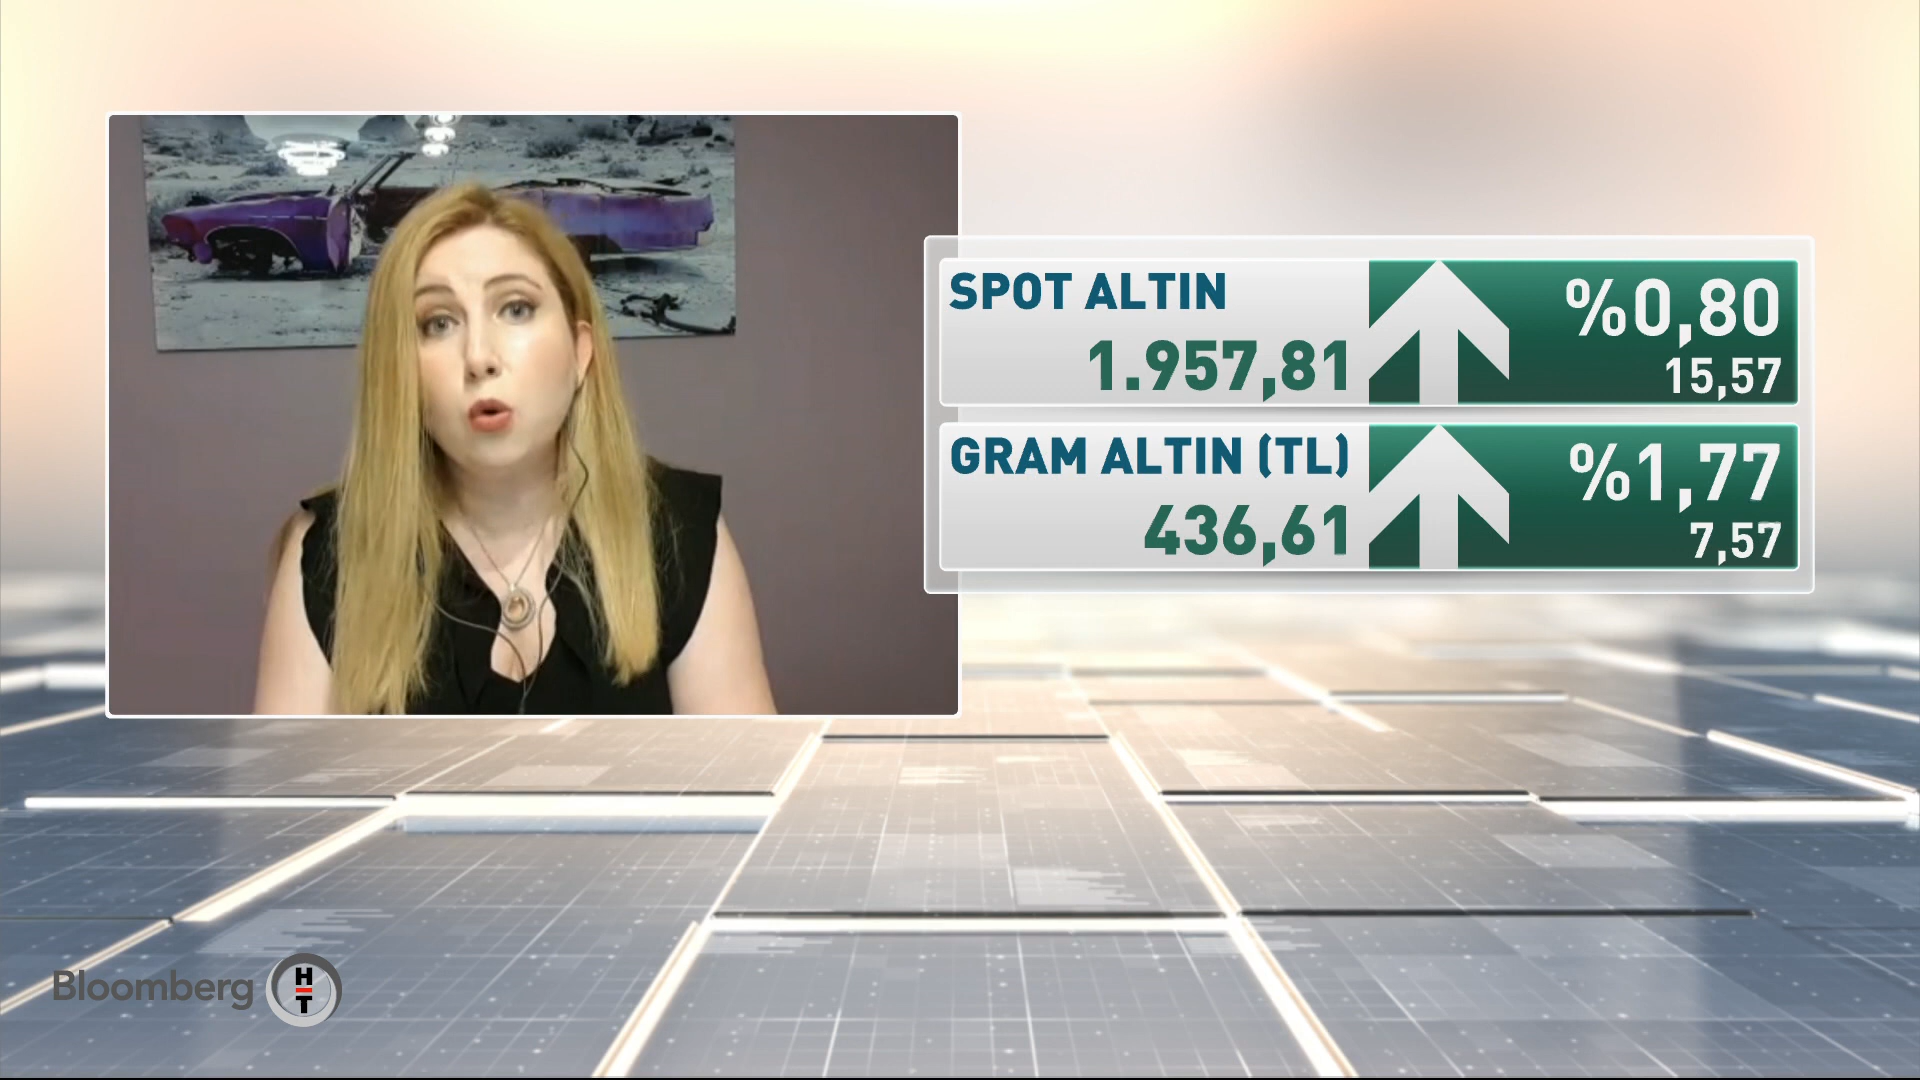 SPOT ALTIN
1.957,81
%0,80
15,57
GRAM ALTIN (TL)
436,61
%1,77
7,57
Bloomberg HT